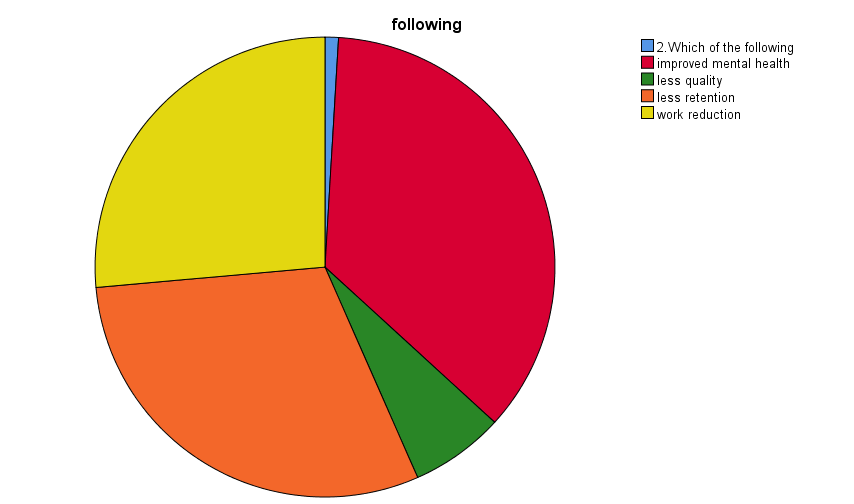 following
2.Which of the following
improved mental health
less quality
less retention
work reduction